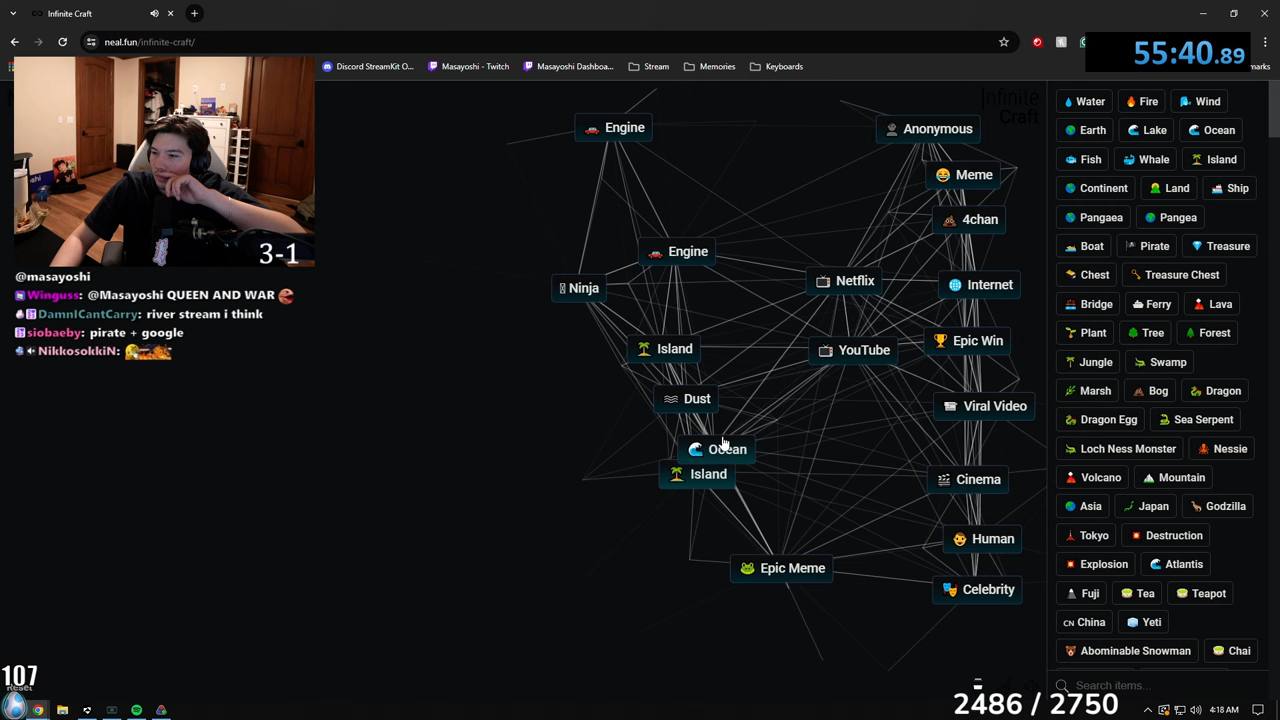 Infinite Craft
neal.fun/infinite-craft/
55:40.89
Discord StreamKit O...
Masayoshi - Twitch
Masayoshi Dashboa...
Stream
Memories
Keyboards
3-1
@masayoshi
Winguss: @Masayoshi QUEEN AND WAR
DamnICantCarry: river stream i think
siobaeby: pirate + google
NikkosokkiN:
Engine
Anonymous
Infinite
Craft
Meme
4chan
Engine
Netflix
Internet
Ninja
Island
YouTube
Epic Win
Dust
Viral Video
Ocean
Island
Cinema
Human
Epic Meme
Celebrity
Water Fire Wind
Earth Lake Ocean
Fish Whale Island
Continent Land Ship
Pangaea Pangea
Boat Pirate Treasure
Chest Treasure Chest
Bridge Ferry Lava
Plant Tree Forest
Jungle Swamp
Marsh Bog Dragon
Dragon Egg Sea Serpent
Loch Ness Monster Nessie
Volcano Mountain
Asia Japan Godzilla
Tokyo Destruction
Explosion Atlantis
Fuji Tea Teapot
CN China Yeti
Abominable Snowman Chai
Search items...
107
Reset
2486 / 2750
4:18 AM